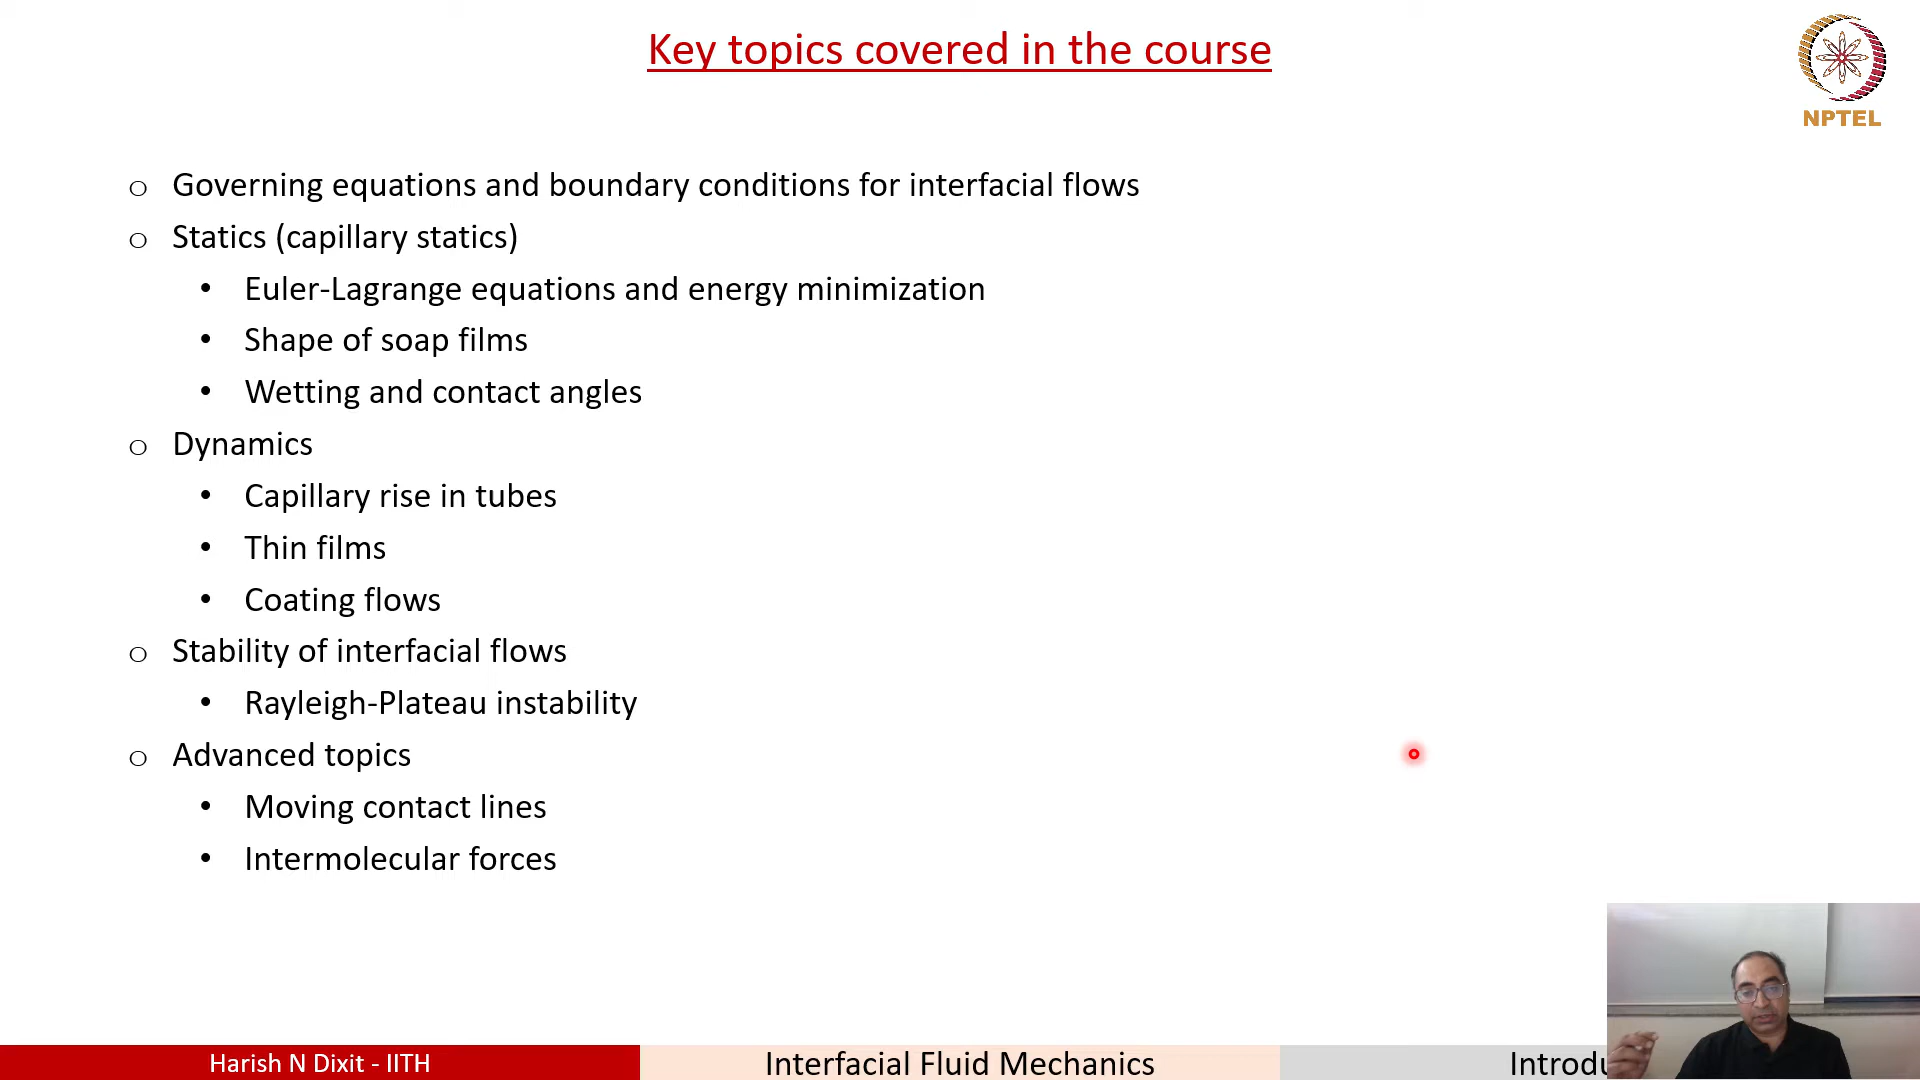 Key topics covered in the course
NPTEL
o Governing equations and boundary conditions for interfacial flows
o Statics (capillary statics)
• Euler-Lagrange equations and energy minimization
• Shape of soap films
• Wetting and contact angles
o Dynamics
• Capillary rise in tubes
• Thin films
• Coating flows
o Stability of interfacial flows
• Rayleigh-Plateau instability
o Advanced topics
• Moving contact lines
• Intermolecular forces
Harish N Dixit - IITH
Interfacial Fluid Mechanics
Introdu